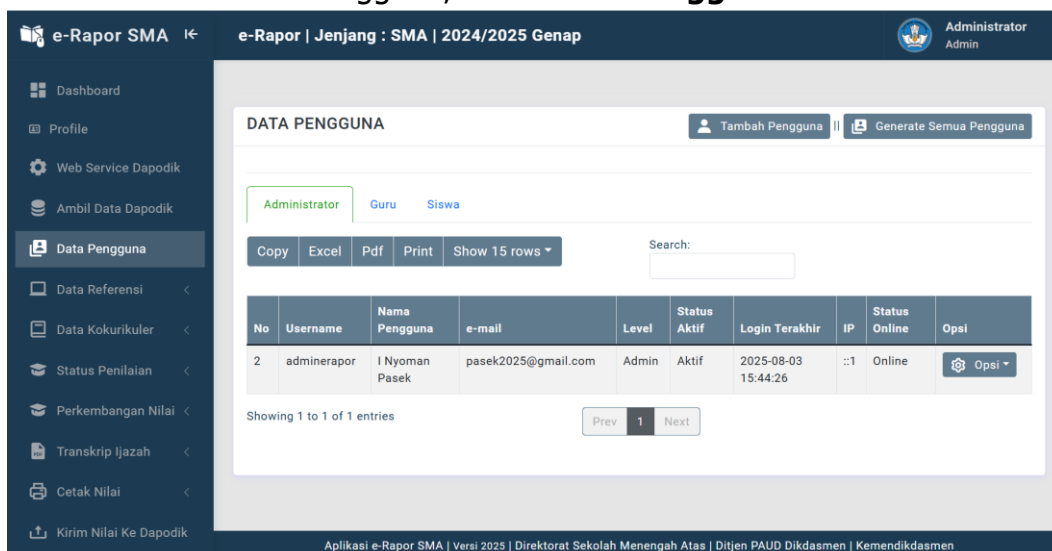 e-Rapor SMA
e-Rapor | Jenjang : SMA | 2024/2025 Genap
Administrator
Admin
Dashboard
Profile
Web Service Dapodik
Ambil Data Dapodik
Data Pengguna
Data Referensi <
Data Kokurikuler <
Status Penilaian <
Perkembangan Nilai <
Transkrip Ijazah <
Cetak Nilai <
Kirim Nilai Ke Dapodik
DATA PENGGUNA
Tambah Pengguna || Generate Semua Pengguna
Administrator Guru Siswa
Copy Excel Pdf Print Show 15 rows
Search:
No Username Nama Pengguna e-mail Level Status Aktif Login Terakhir IP Status Online Opsi
2 adminerapor I Nyoman Pasek pasek2025@gmail.com Admin Aktif 2025-08-03 15:44:26 ::1 Online Opsi
Showing 1 to 1 of 1 entries
Prev 1 Next
Aplikasi e-Rapor SMA | Versi 2025 | Direktorat Sekolah Menengah Atas | Ditjen PAUD Dikdasmen | Kemendikdasmen